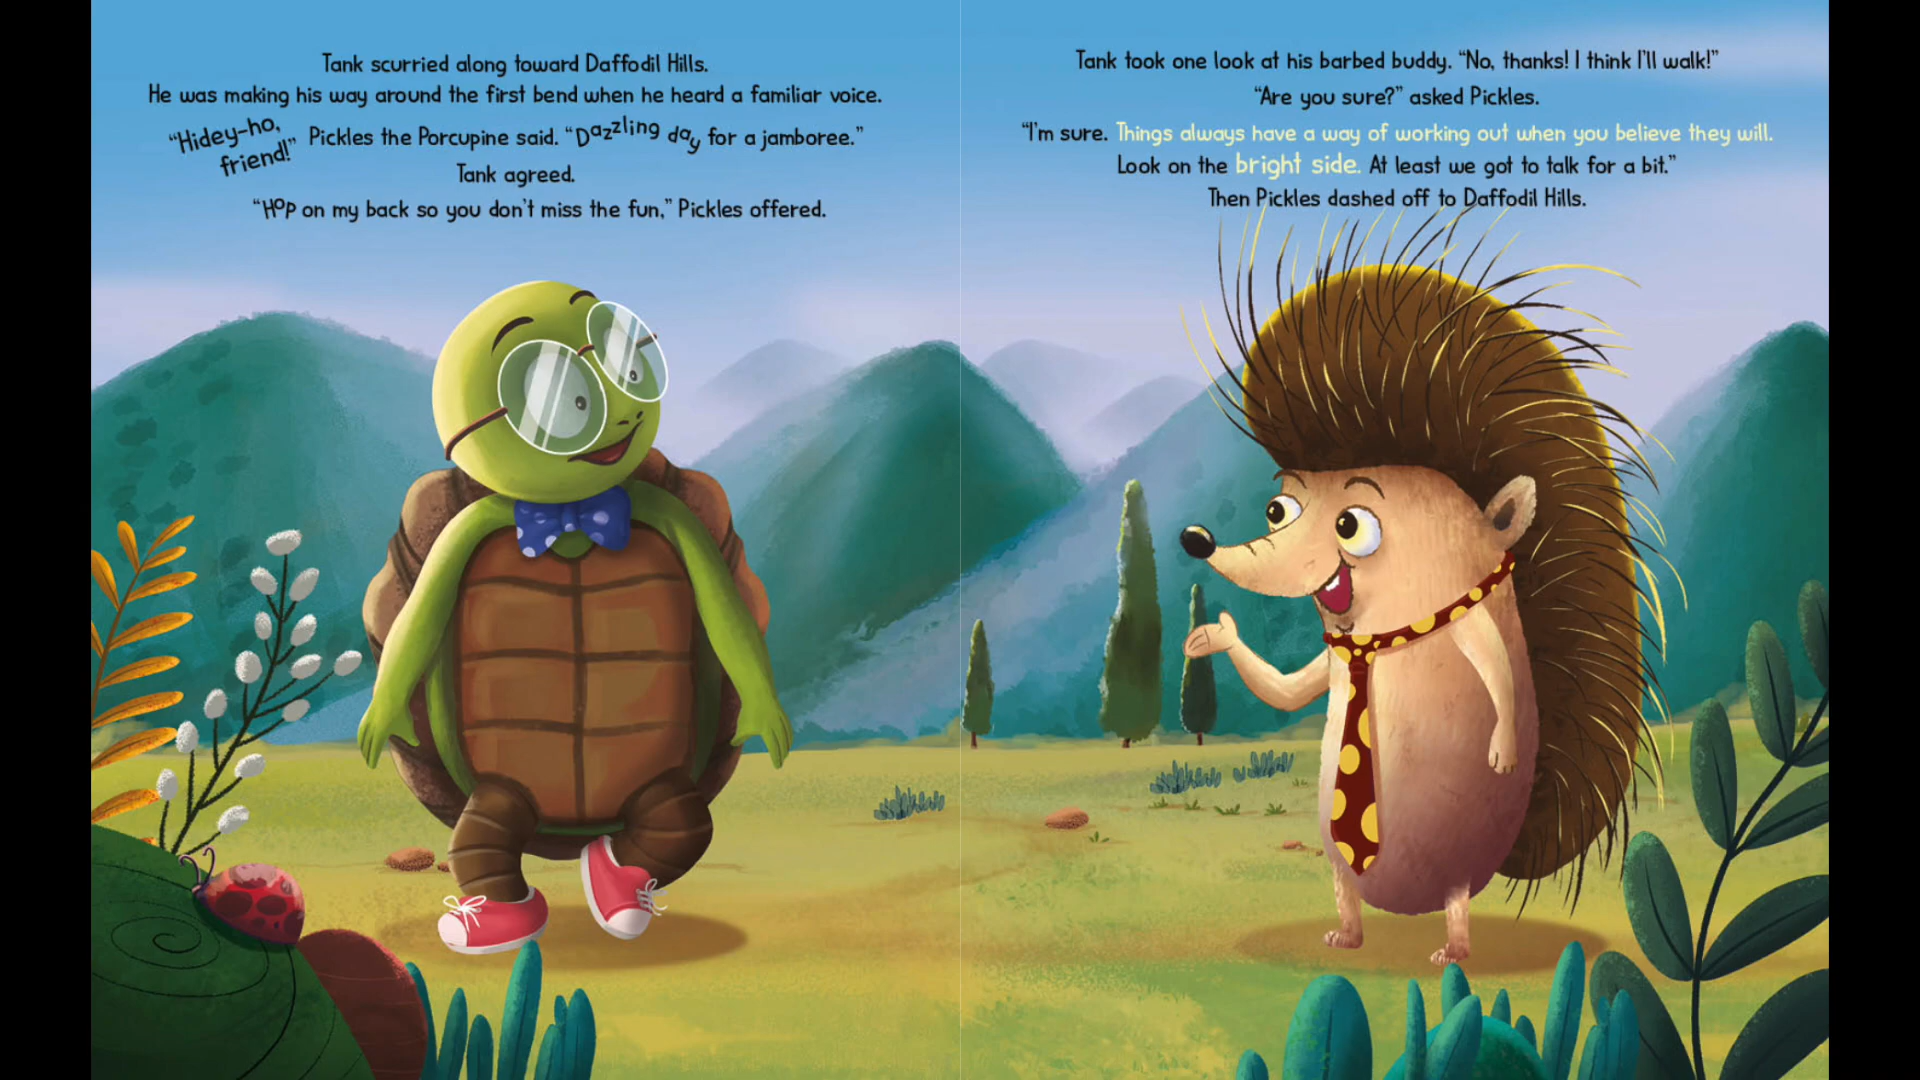 Tank scurried along toward Daffodil Hills.
He was making his way around the first bend when he heard a familiar voice.
“Hidey-ho, friend!” Pickles the Porcupine said. “Dazzling day for a jamboree.”
Tank agreed.
“Hop on my back so you don’t miss the fun,” Pickles offered.
Tank took one look at his barbed buddy. “No, thanks! I think I’ll walk!”
“Are you sure?” asked Pickles.
“I’m sure. Things always have a way of working out when you believe they will.
Look on the bright side. At least we got to talk for a bit.”
Then Pickles dashed off to Daffodil Hills.